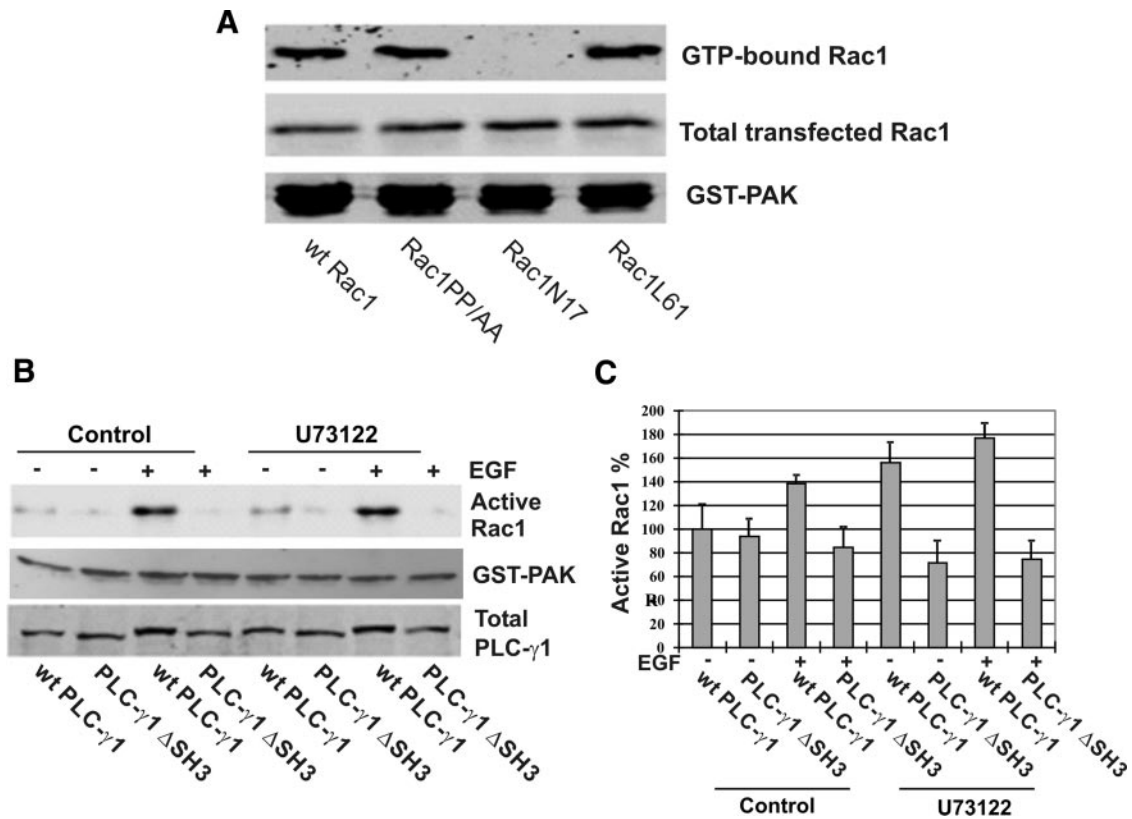 A
GTP-bound Rac1
Total transfected Rac1
GST-PAK
wt Rac1
Rac1PP/AA
Rac1N17
Rac1L61
B
Control U73122
- - + + - - + + EGF
Active
Rac1
GST-PAK
Total
PLC-γ1
wt PLC-γ1
PLC-γ1 ΔSH3
wt PLC-γ1
PLC-γ1 ΔSH3
wt PLC-γ1
PLC-γ1 ΔSH3
wt PLC-γ1
PLC-γ1 ΔSH3
C
Active Rac1 %
200
180
160
140
120
100
80
60
40
20
0
EGF - - + + - - + +
wt PLC-γ1
PLC-γ1 ΔSH3
wt PLC-γ1
PLC-γ1 ΔSH3
wt PLC-γ1
PLC-γ1 ΔSH3
wt PLC-γ1
PLC-γ1 ΔSH3
Control U73122